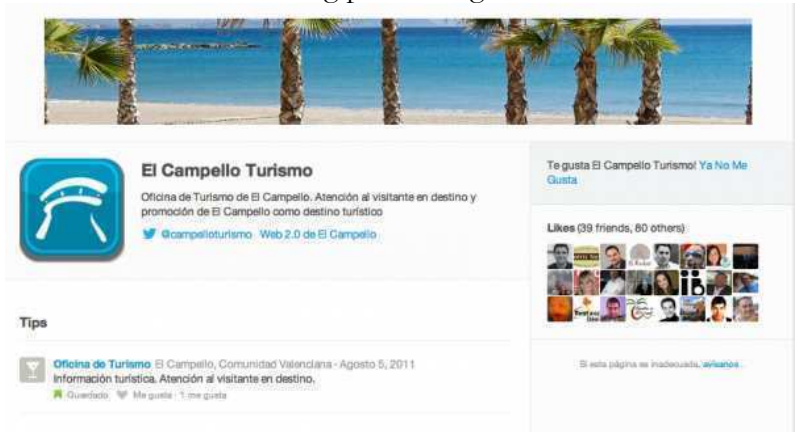 El Campello Turismo
Oficina de Turismo de El Campello. Atención al visitante en destino y
promoción de El Campello como destino turístico
@campelloturismo Web 2.0 de El Campello
Te gusta El Campello Turismo! Ya No Me
Gusta
Likes (39 friends, 80 others)
Tips
Oficina de Turismo El Campello, Comunidad Valenciana - Agosto 5, 2011
Información turística. Atención al visitante en destino.
Guardado Me gusta · 1 me gusta
Si esta página es inadecuada, avísanos